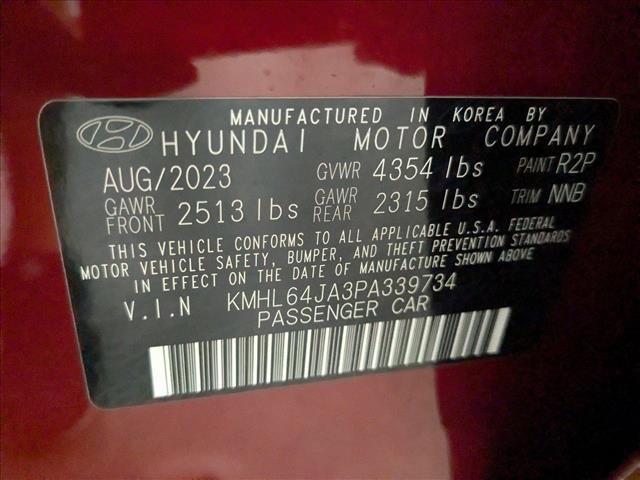 MANUFACTURED IN KOREA BY
HYUNDAI MOTOR COMPANY
AUG/2023 GVWR 4354 lbs PAINT R2P
GAWR FRONT 2513 lbs GAWR REAR 2315 lbs TRIM NNB
THIS VEHICLE CONFORMS TO ALL APPLICABLE U.S.A. FEDERAL
MOTOR VEHICLE SAFETY, BUMPER, AND THEFT PREVENTION STANDARDS
IN EFFECT ON THE DATE OF MANUFACTURE SHOWN ABOVE
V.I.N KMHL64JA3PA339734
PASSENGER CAR